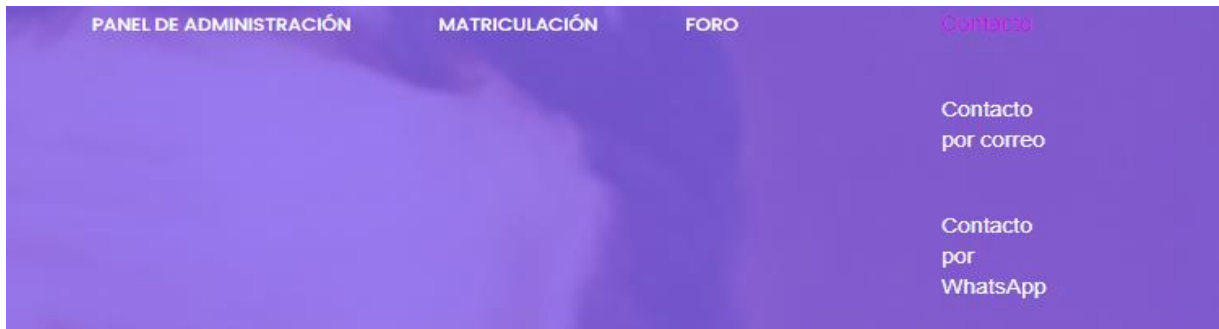 PANEL DE ADMINISTRACIÓN MATRICULACIÓN FORO Contacto
Contacto
por correo
Contacto
por
WhatsApp